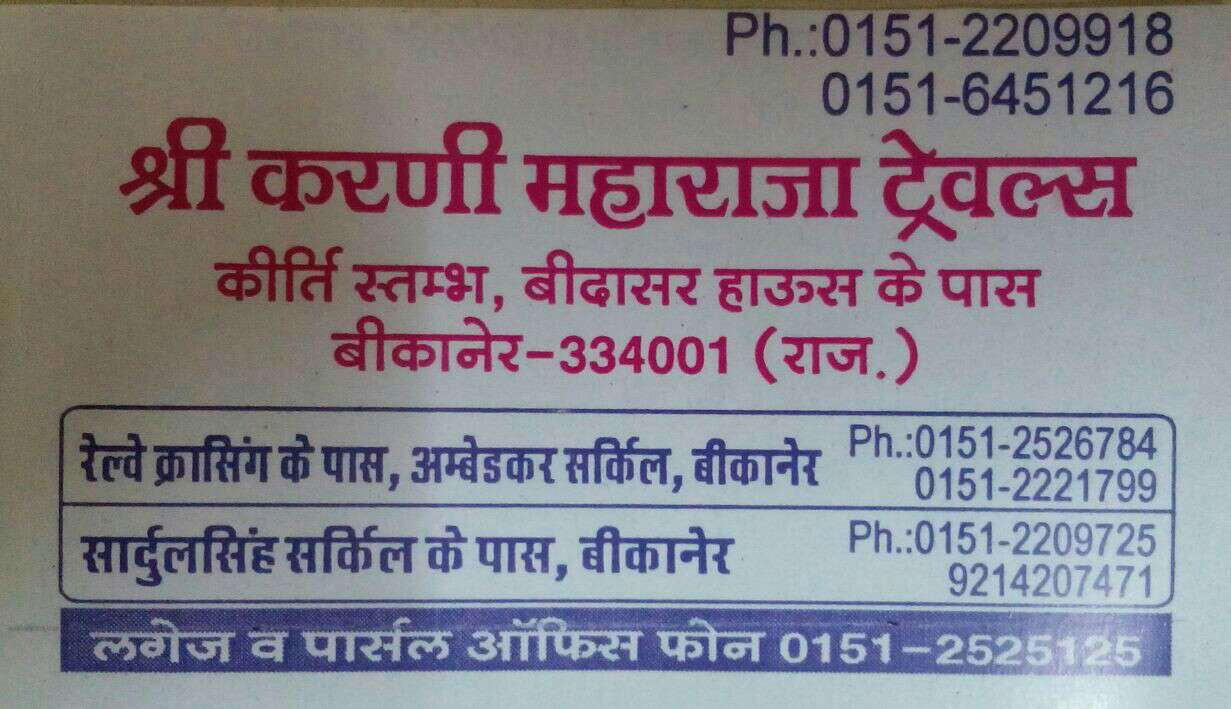 Ph.:0151-2209918
0151-6451216
श्री करणी महाराजा ट्रेवल्स
कीर्ति स्तम्भ, बीदासर हाऊस के पास
बीकानेर-334001 (राज.)
रेल्वे क्रासिंग के पास, अम्बेडकर सर्किल, बीकानेर Ph.:0151-2526784
0151-2221799
सार्दुलसिंह सर्किल के पास, बीकानेर Ph.:0151-2209725
9214207471
लगेज व पार्सल ऑफिस फोन 0151-2525125